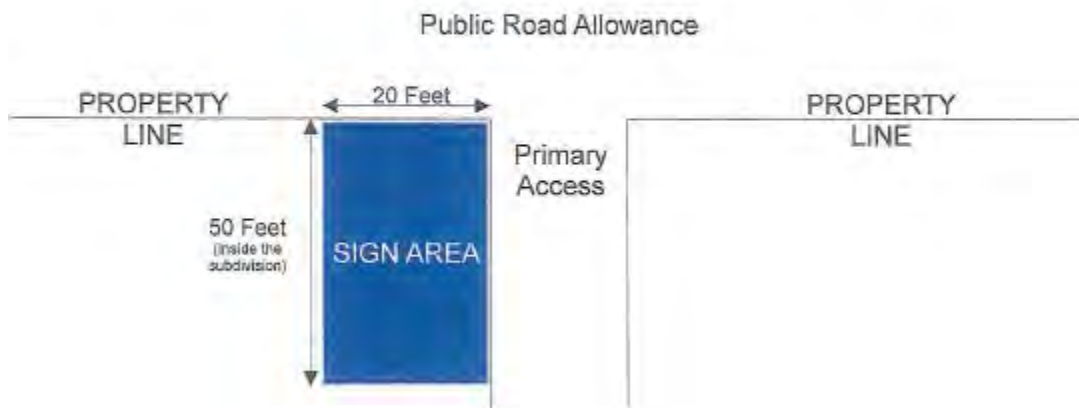 Public Road Allowance
PROPERTY
LINE
20 Feet
PROPERTY
LINE
Primary
Access
50 Feet
(Inside the
subdivision)
SIGN AREA